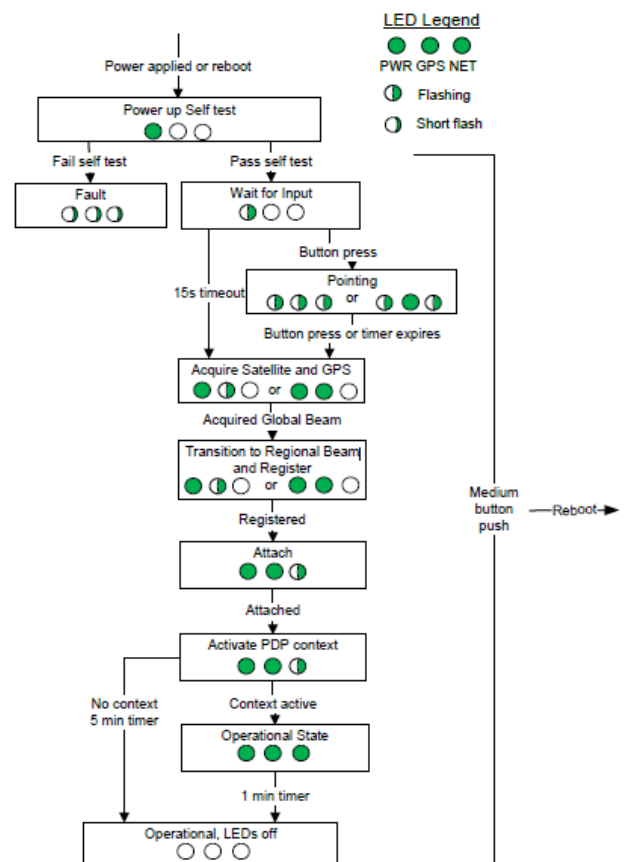 LED Legend
PWR GPS NET
Flashing
Short flash
Power applied or reboot
Power up Self test
Fail self test
Pass self test
Fault
Wait for Input
Button press
15s timeout
Pointing
or
Button press or timer expires
Acquire Satellite and GPS
or
Acquired Global Beam
Transition to Regional Beam
and Register
or
Registered
Medium
button
push
Reboot
Attach
Attached
Activate PDP context
No context
5 min timer
Context active
Operational State
1 min timer
Operational, LEDs off